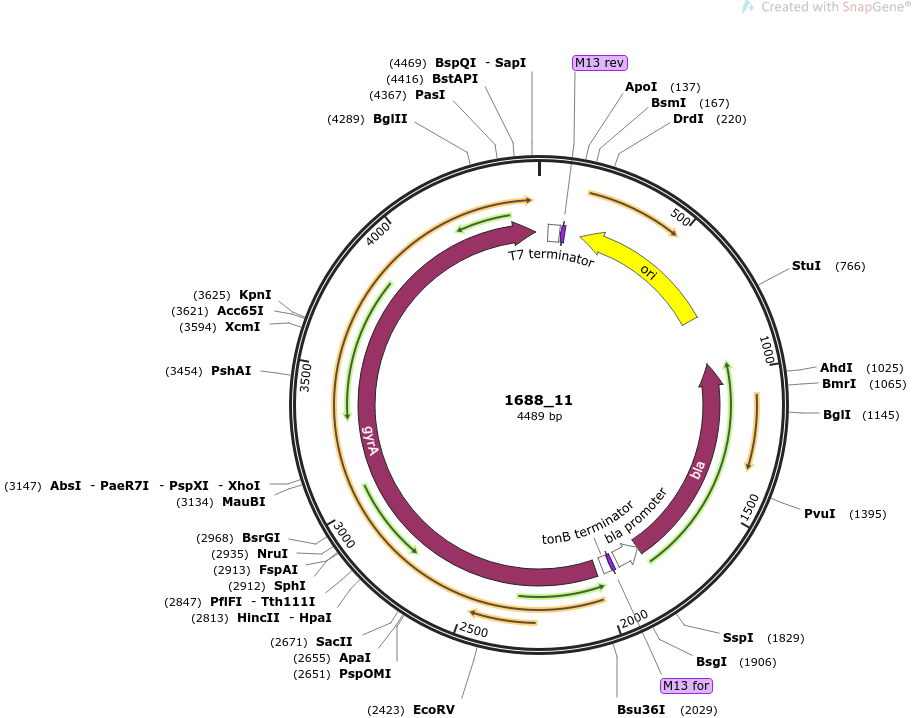 Created with SnapGene®
(4469) BspQI - SapI
(4416) BstAPI
(4367) PasI
(4289) BglII
M13 rev
ApoI (137)
BsmI (167)
DrdI (220)
500
StuI (766)
1000
AhdI (1025)
BmrI (1065)
BglI (1145)
PvuI (1395)
1500
SspI (1829)
BsgI (1906)
M13 for
2000
Bsu36I (2029)
(2423) EcoRV
2500
(2651) PspOMI
(2655) ApaI
(2671) SacII
(2813) HincII - HpaI
(2847) PflFI - Tth111I
(2912) SphI
(2913) FspAI
(2935) NruI
(2968) BsrGI
3000
(3134) MauBI
(3147) AbsI - PaeR7I - PspXI - XhoI
(3454) PshAI
3500
(3594) XcmI
(3621) Acc65I
(3625) KpnI
4000
T7 terminator
ori
bla
bla promoter
tonB terminator
gyrA
1688_11
4489 bp